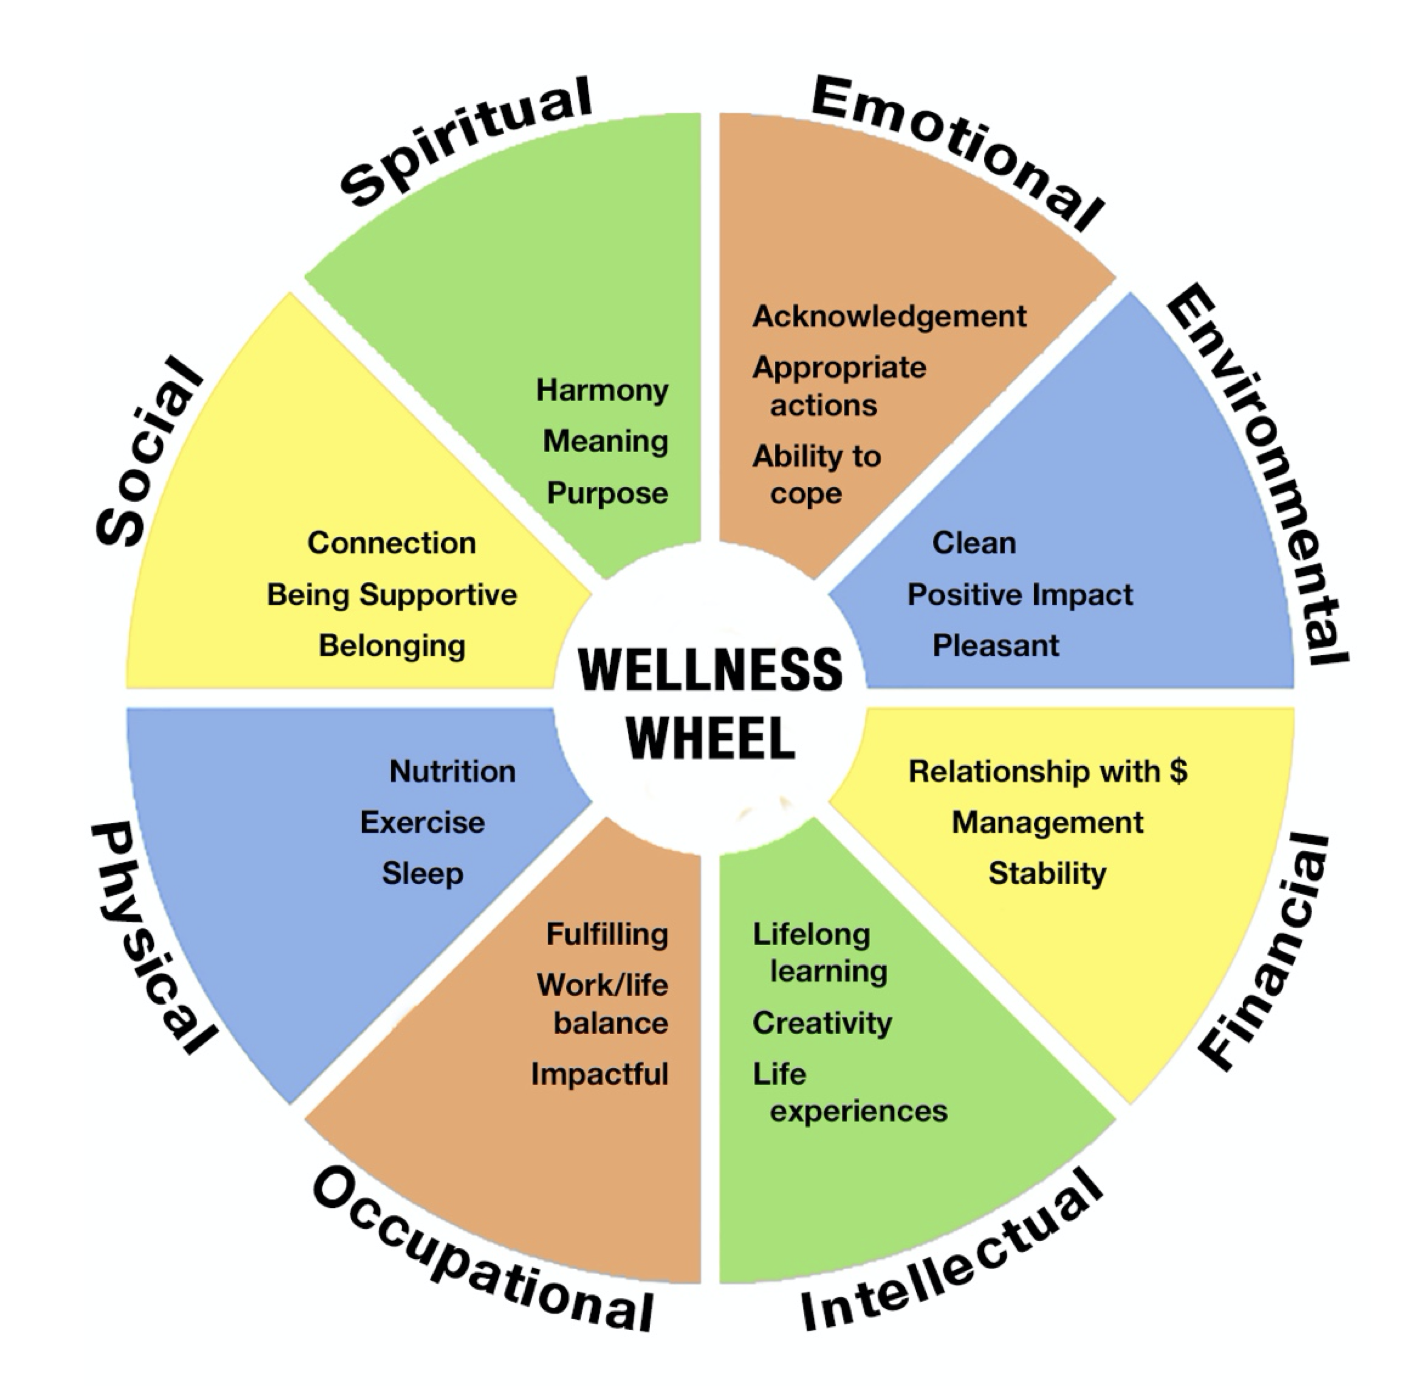 Spiritual
Emotional
Environmental
Financial
Intellectual
Occupational
Physical
Social
Harmony
Meaning
Purpose
Acknowledgement
Appropriate
actions
Ability to
cope
Clean
Positive Impact
Pleasant
Relationship with $
Management
Stability
Lifelong
learning
Creativity
Life
experiences
Fulfilling
Work/life
balance
Impactful
Nutrition
Exercise
Sleep
Connection
Being Supportive
Belonging
WELLNESS
WHEEL